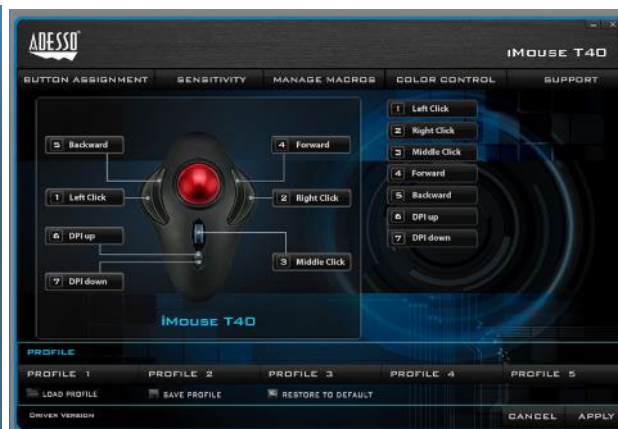 ADESSO
iMouse T40
BUTTON ASSIGNMENT SENSITIVITY MANAGE MACROS COLOR CONTROL SUPPORT
5 Backward
4 Forward
1 Left Click
2 Right Click
6 DPI up
3 Middle Click
7 DPI down
iMouse T40
1 Left Click
2 Right Click
3 Middle Click
4 Forward
5 Backward
6 DPI up
7 DPI down
PROFILE
PROFILE 1 PROFILE 2 PROFILE 3 PROFILE 4 PROFILE 5
LOAD PROFILE SAVE PROFILE RESTORE TO DEFAULT
DRIVER VERSION CANCEL APPLY